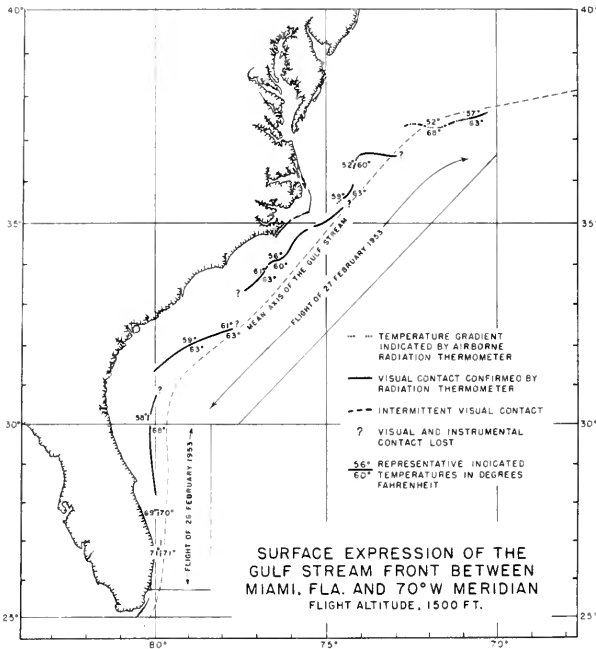 40°
40°
52°
57°
68°
63°
52°/60°
?
59°
63°
?
35°
35°
56°
60°
61°
63°
?
MEAN AXIS OF THE GULF STREAM
FLIGHT OF 27 FEBRUARY 1953
61°?
59°
63°
63°
?
58°
68°
30°
30°
FLIGHT OF 26 FEBRUARY 1953
69°/70°
71°/71°
TEMPERATURE GRADIENT
INDICATED BY AIRBORNE
RADIATION THERMOMETER
VISUAL CONTACT CONFIRMED BY
RADIATION THERMOMETER
INTERMITTENT VISUAL CONTACT
? VISUAL AND INSTRUMENTAL
CONTACT LOST
56° REPRESENTATIVE INDICATED
60° TEMPERATURES IN DEGREES
FAHRENHEIT
SURFACE EXPRESSION OF THE
GULF STREAM FRONT BETWEEN
MIAMI, FLA. AND 70° W MERIDIAN
FLIGHT ALTITUDE, 1500 FT.
25°
25°
80°
75°
70°